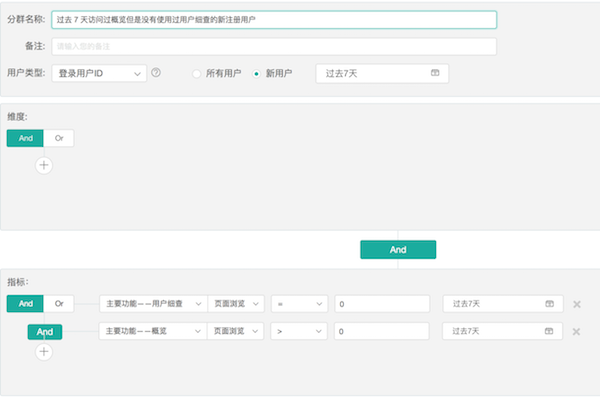 分群名称: 过去 7 天访问过概览但是没有使用过用户细查的新注册用户
备注: 请输入您的备注
用户类型: 登录用户ID ? 所有用户 新用户 过去7天
维度:
And Or
And
指标:
And Or 主要功能——用户细查 页面浏览 = 0 过去7天
And 主要功能——概览 页面浏览 > 0 过去7天